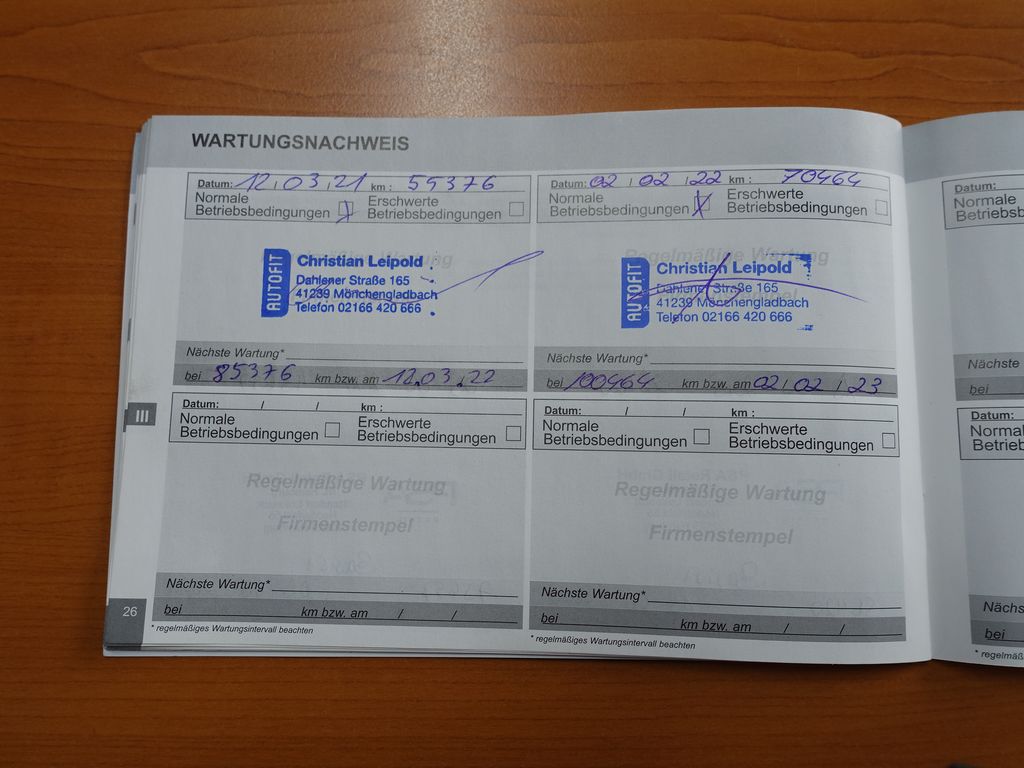 WARTUNGSNACHWEIS
Datum: 12 / 03 / 21 km : 55376
Normale Betriebsbedingungen
Erschwerte Betriebsbedingungen
Regelmäßige Wartung
AUTOFIT
Christian Leipold
Dahlener Straße 165
41239 Mönchengladbach
Telefon 02166 420 666
Nächste Wartung*
bei 85376 km bzw. am 12.03.22
Datum: 02 / 02 / 22 km : 70464
Normale Betriebsbedingungen
Erschwerte Betriebsbedingungen
Regelmäßige Wartung
AUTOFIT
Christian Leipold
Dahlener Straße 165
41239 Mönchengladbach
Telefon 02166 420 666
Nächste Wartung*
bei 100464 km bzw. am 02 / 02 / 23
Datum: / / km :
Normale Betriebsbedingungen
Erschwerte Betriebsbedingungen
Regelmäßige Wartung
Firmenstempel
Nächste Wartung*
bei km bzw. am / /
* regelmäßiges Wartungsintervall beachten
Datum: / / km :
Normale Betriebsbedingungen
Erschwerte Betriebsbedingungen
Regelmäßige Wartung
Firmenstempel
Nächste Wartung*
bei km bzw. am / /
* regelmäßiges Wartungsintervall beachten
III
26
Datum:
Normale
Nächste
bei
Datum:
bei